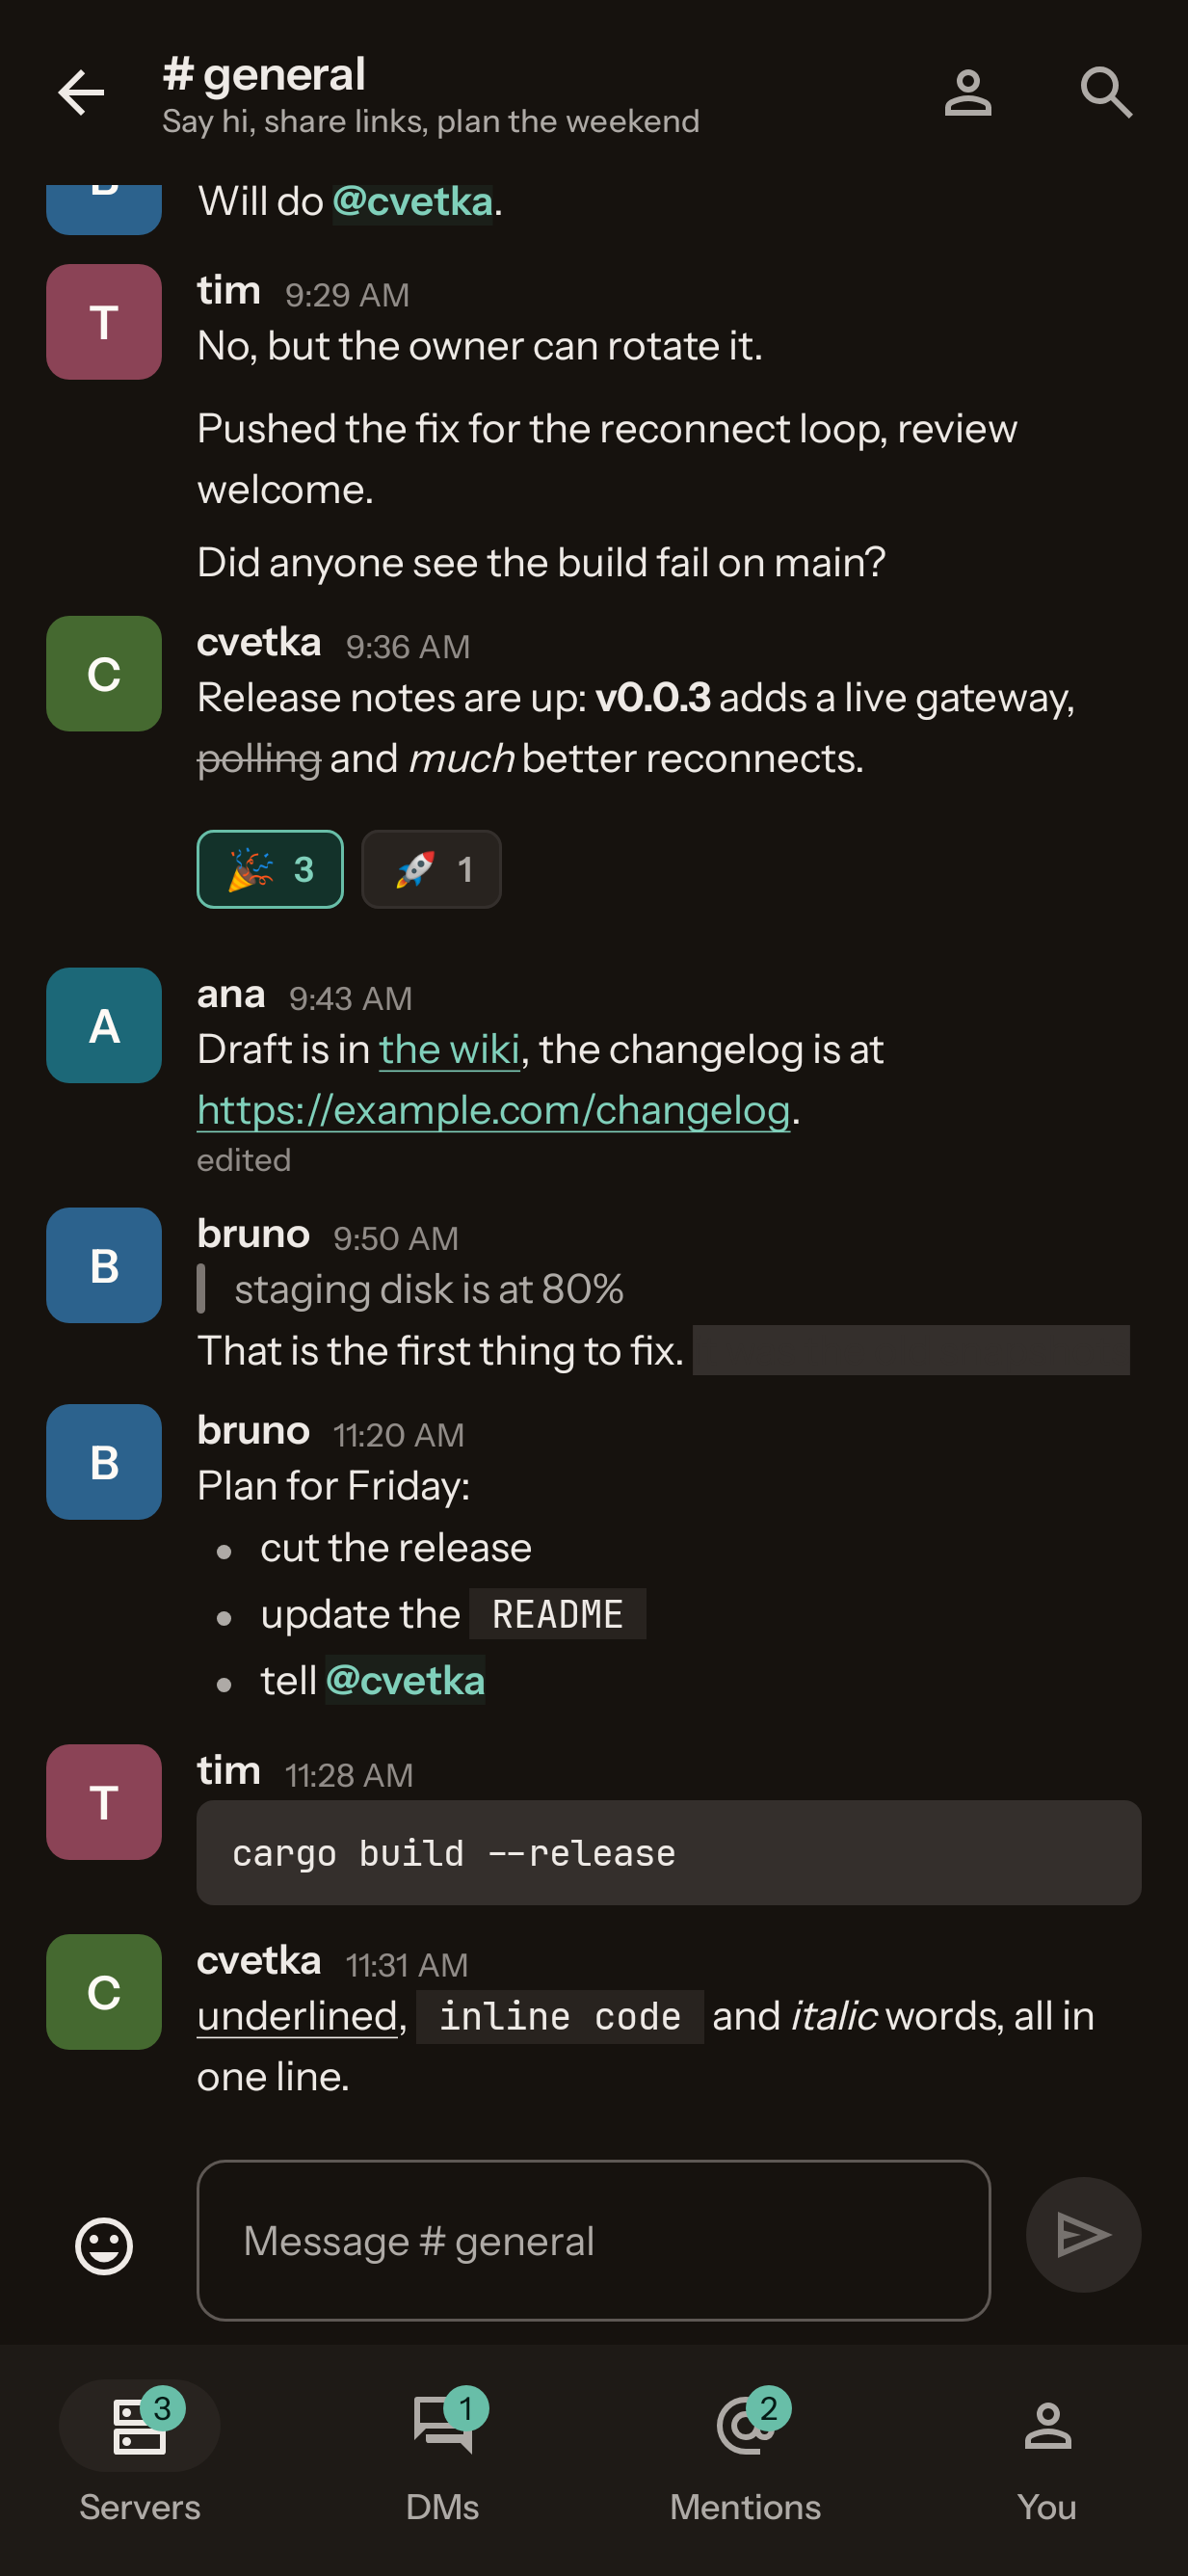 # general
Say hi, share links, plan the weekend
Will do @cvetka.
T
tim 9:29 AM
No, but the owner can rotate it.
Pushed the fix for the reconnect loop, review
welcome.
Did anyone see the build fail on main?
C
cvetka 9:36 AM
Release notes are up: v0.0.3 adds a live gateway,
polling and much better reconnects.
🎉 3 🚀 1
A
ana 9:43 AM
Draft is in the wiki, the changelog is at
https://example.com/changelog.
edited
B
bruno 9:50 AM
staging disk is at 80%
That is the first thing to fix.
B
bruno 11:20 AM
Plan for Friday:
• cut the release
• update the README
• tell @cvetka
T
tim 11:28 AM
cargo build --release
C
cvetka 11:31 AM
underlined, inline code and italic words, all in
one line.
Message # general
3 1 2
Servers DMs Mentions You